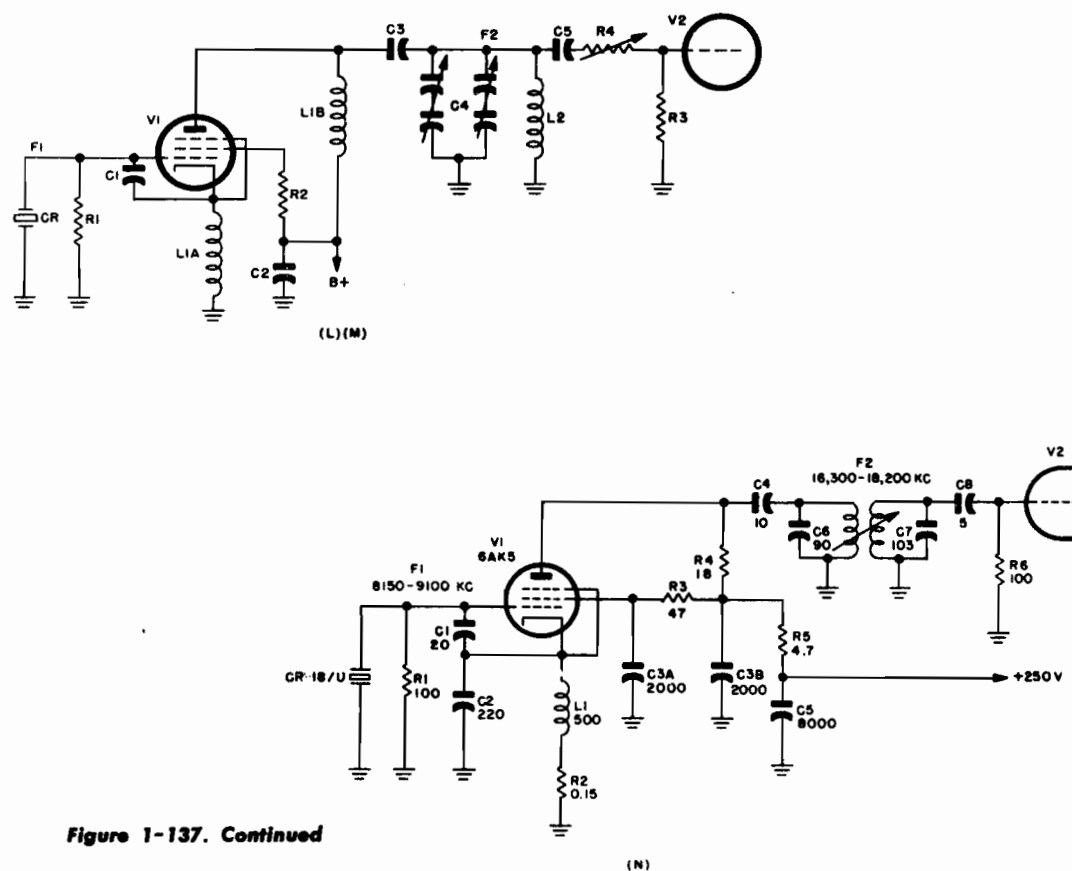 C3
F2
C5
R4
V2
V1
L1B
C4
L2
R3
F1
C1
R2
CR
R1
L1A
C2
B+
(L)(M)
F2
16,300-18,200 KC
V2
C4
10
C6
90
C7
103
C8
5
V1
6AK5
R4
18
R6
100
F1
8150-9100 KC
R3
47
C1
20
R5
4.7
CR-18/U
R1
100
C2
220
L1
500
C3A
2000
C3B
2000
+250V
C5
8000
R2
0.15
Figure 1-137. Continued
(N)